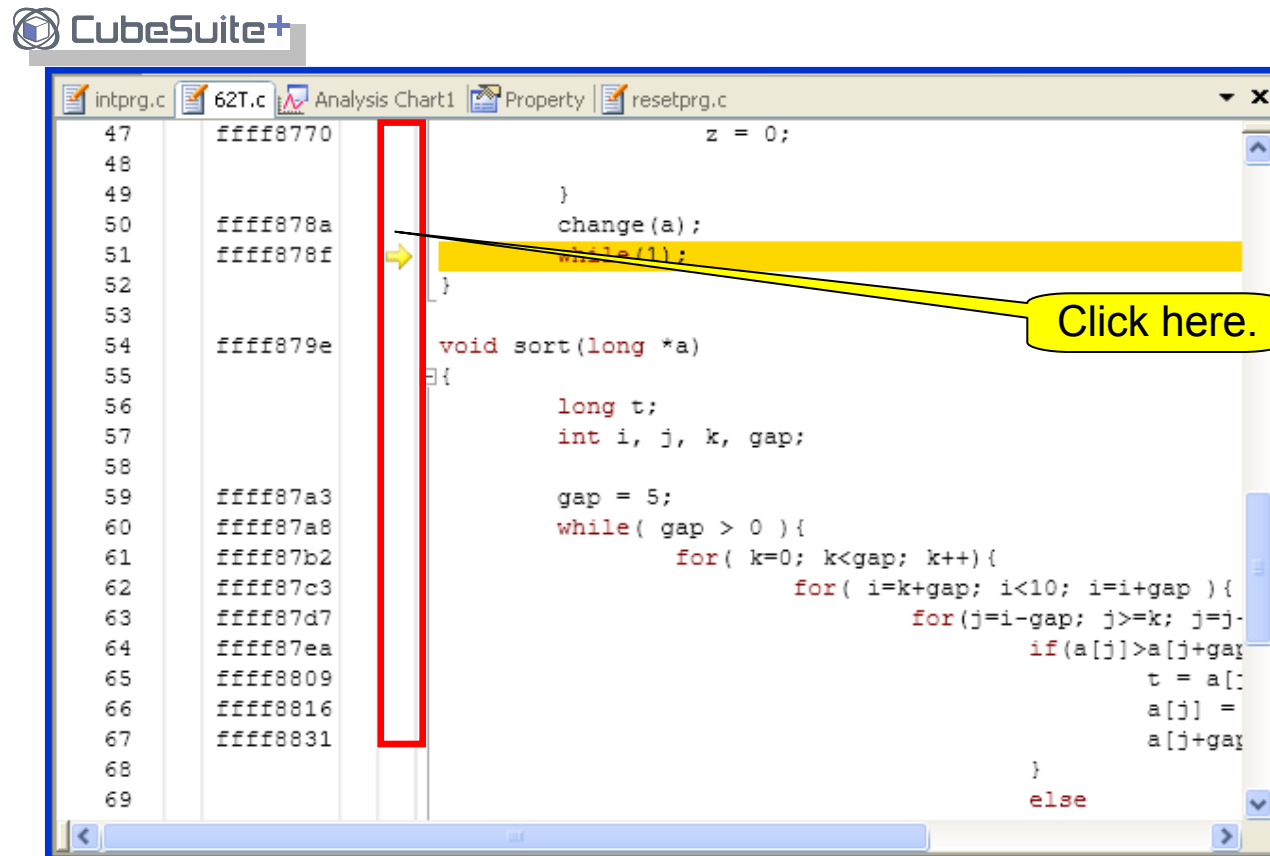 CubeSuite+
intprg.c 62T.c Analysis Chart1 Property resetprg.c
47 ffff8770 z = 0;
48
49 }
50 ffff878a change(a);
51 ffff878f while(1);
52 }
Click here.
53
54 ffff879e void sort(long *a)
55 {
56 long t;
57 int i, j, k, gap;
58
59 ffff87a3 gap = 5;
60 ffff87a8 while( gap > 0 ){
61 ffff87b2 for( k=0; k<gap; k++){
62 ffff87c3 for( i=k+gap; i<10; i=i+gap ){
63 ffff87d7 for(j=i-gap; j>=k; j=j-
64 ffff87ea if(a[j]>a[j+gap
65 ffff8809 t = a[j
66 ffff8816 a[j] =
67 ffff8831 a[j+gap
68 }
69 else